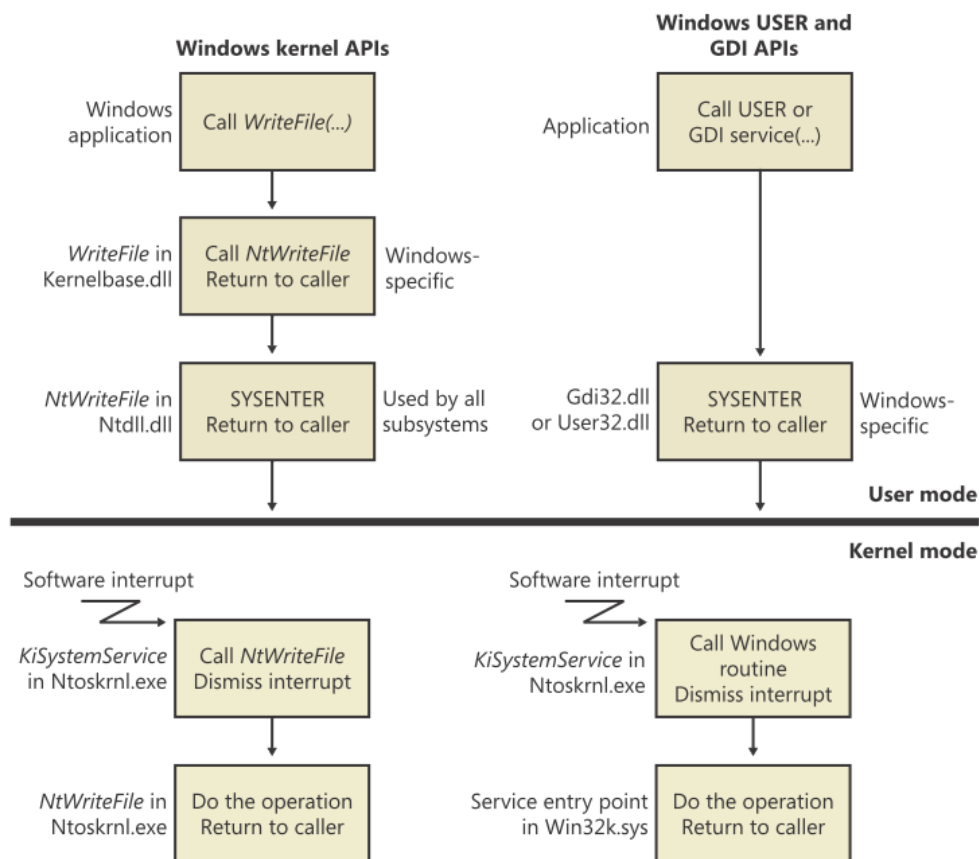 Windows kernel APIs
Windows USER and
GDI APIs
Windows
application
Call WriteFile(...)
Application
Call USER or
GDI service(...)
WriteFile in
Kernelbase.dll
Call NtWriteFile
Return to caller
Windows-
specific
NtWriteFile in
Ntdll.dll
SYSENTER
Return to caller
Used by all
subsystems
Gdi32.dll
or User32.dll
SYSENTER
Return to caller
Windows-
specific
User mode
Kernel mode
Software interrupt
KiSystemService
in Ntoskrnl.exe
Call NtWriteFile
Dismiss interrupt
Software interrupt
KiSystemService in
Ntoskrnl.exe
Call Windows
routine
Dismiss interrupt
NtWriteFile in
Ntoskrnl.exe
Do the operation
Return to caller
Service entry point
in Win32k.sys
Do the operation
Return to caller